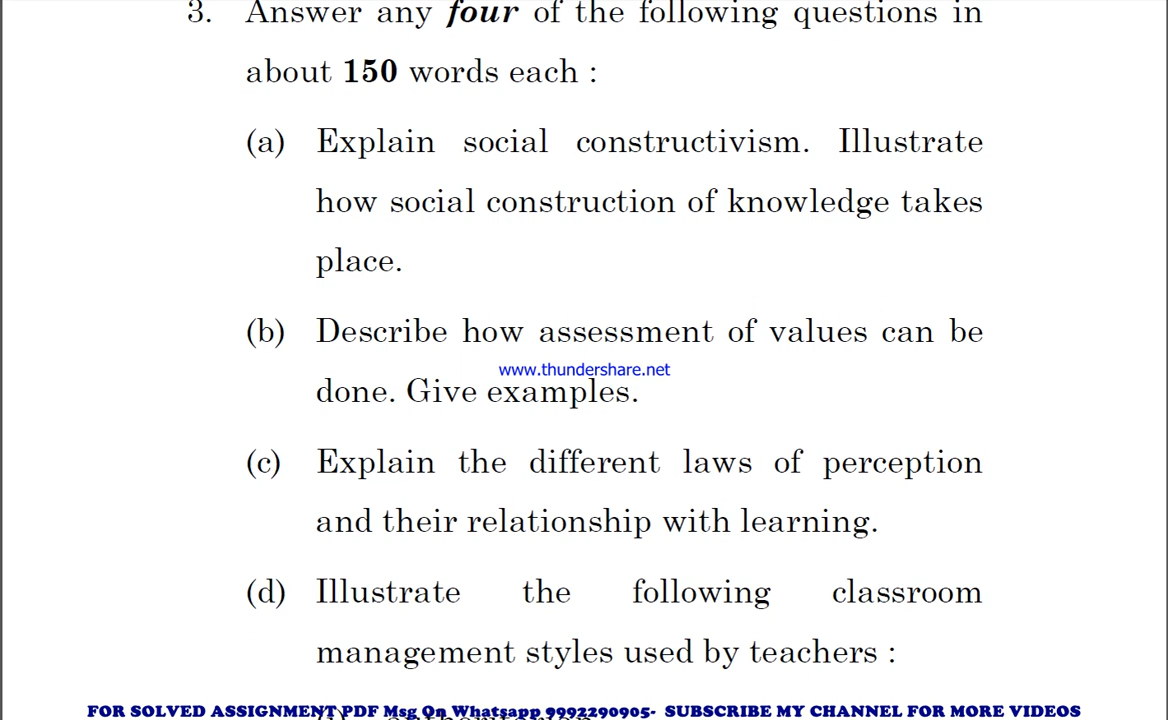 3. Answer any four of the following questions in
about 150 words each :
(a) Explain social constructivism. Illustrate
how social construction of knowledge takes
place.
(b) Describe how assessment of values can be
www.thundershare.net
done. Give examples.
(c) Explain the different laws of perception
and their relationship with learning.
(d) Illustrate the following classroom
management styles used by teachers :
FOR SOLVED ASSIGNMENT PDF Msg On Whatsapp 9992290905- SUBSCRIBE MY CHANNEL FOR MORE VIDEOS